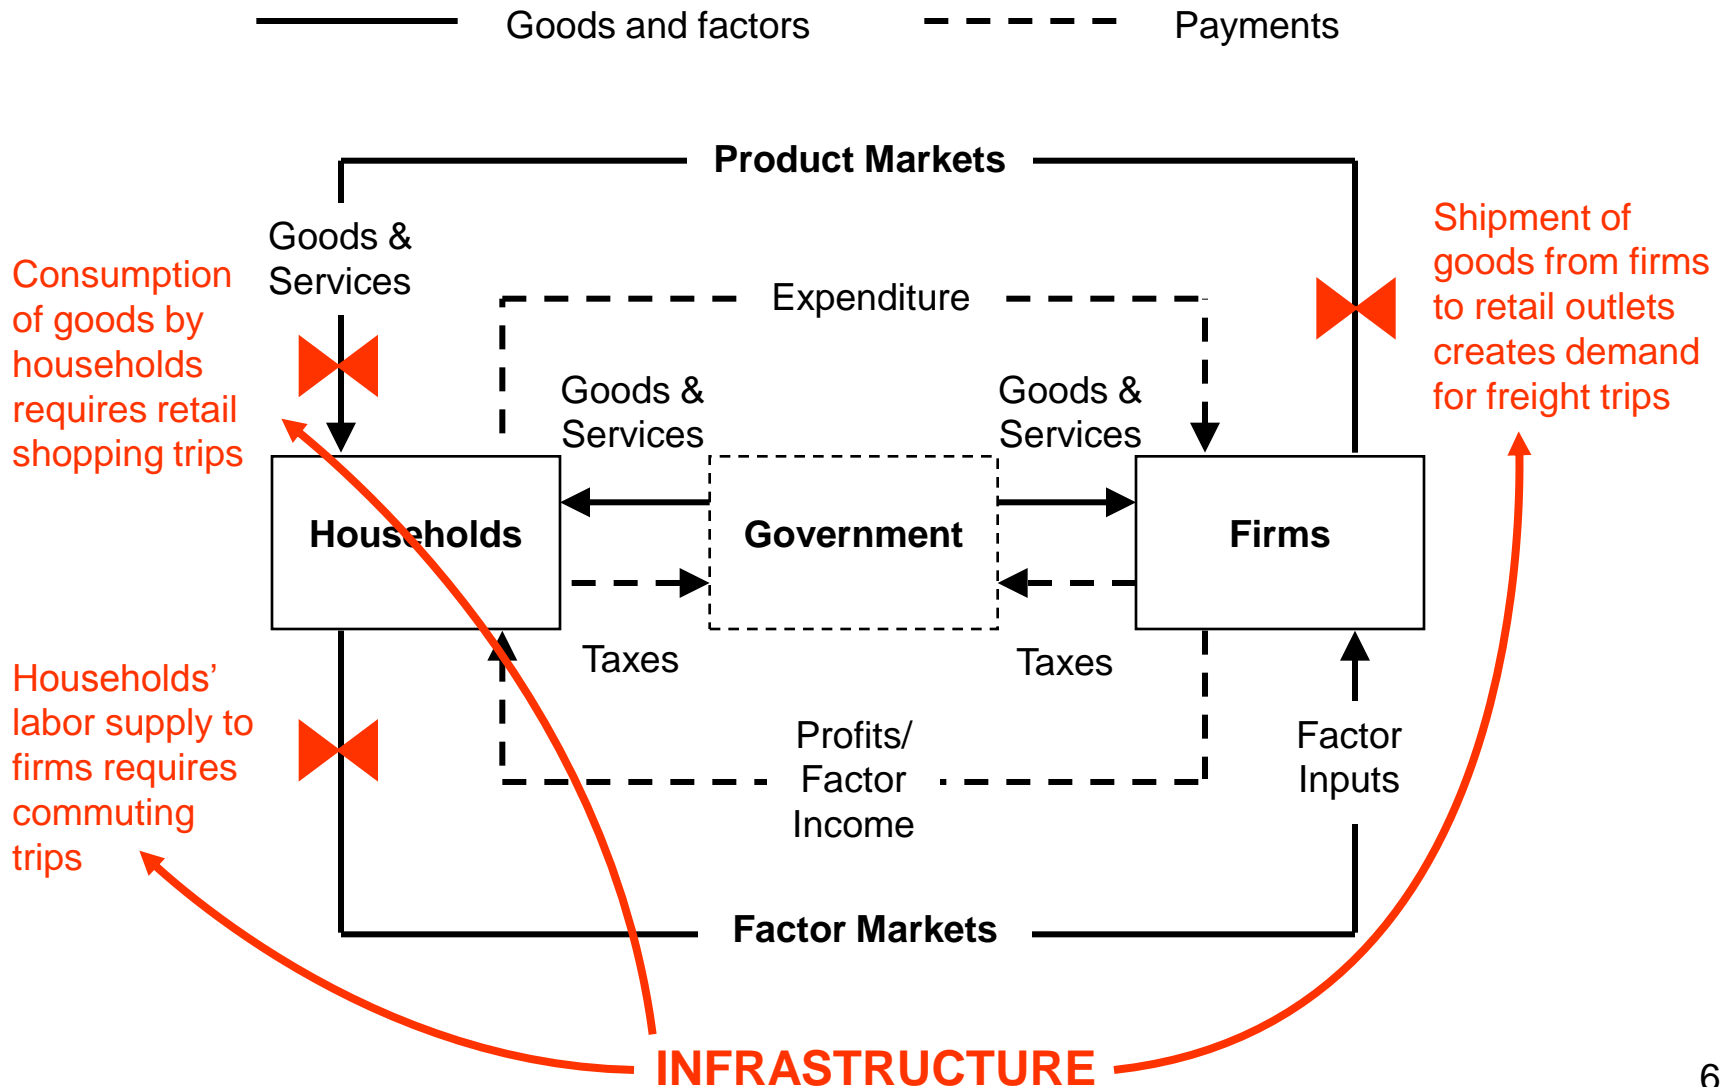 Goods and factors
Payments
Product Markets
Goods &
Services
Consumption
of goods by
households
requires retail
shopping trips
Expenditure
Shipment of
goods from firms
to retail outlets
creates demand
for freight trips
Goods &
Services
Goods &
Services
Households
Government
Firms
Taxes
Taxes
Households’
labor supply to
firms requires
commuting
trips
Profits/
Factor
Income
Factor
Inputs
Factor Markets
INFRASTRUCTURE
6